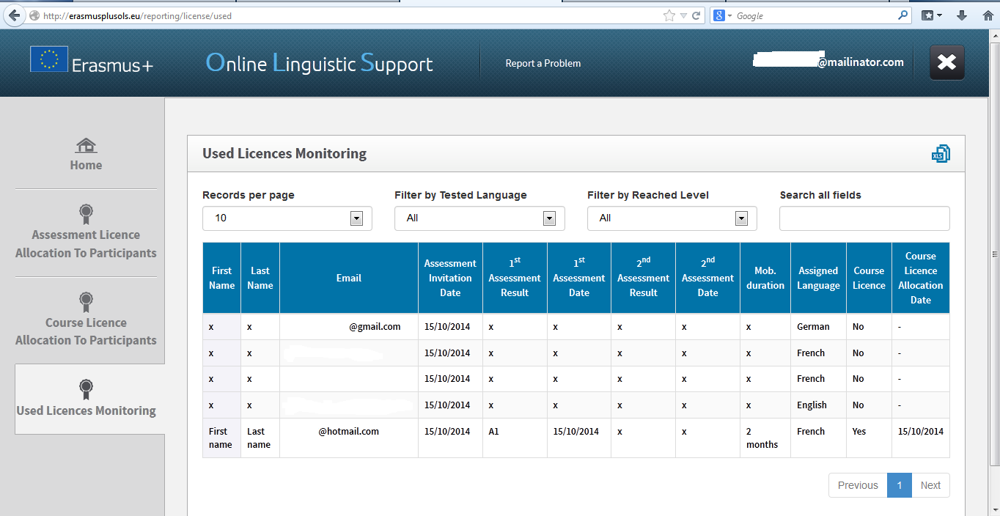 http://erasmusplusols.eu/reporting/license/used
Google
Erasmus+
Online Linguistic Support
Report a Problem
@mailinator.com
Home
Assessment Licence
Allocation To Participants
Course Licence
Allocation To Participants
Used Licences Monitoring
Used Licences Monitoring
XLS
Records per page
Filter by Tested Language
Filter by Reached Level
Search all fields
10
All
All
First Name Last Name Email Assessment Invitation Date 1st Assessment Result 1st Assessment Date 2nd Assessment Result 2nd Assessment Date Mob. duration Assigned Language Course Licence Course Licence Allocation Date
x x @gmail.com 15/10/2014 x x x x x German No -
x x 15/10/2014 x x x x x French No -
x x 15/10/2014 x x x x x French No -
x x 15/10/2014 x x x x x English No -
First name Last name @hotmail.com 15/10/2014 A1 15/10/2014 x x 2 months French Yes 15/10/2014
Previous 1 Next